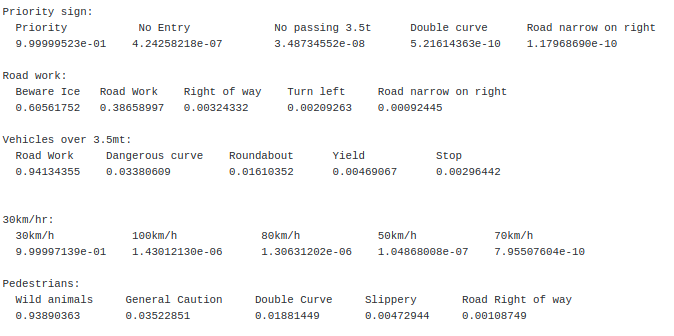 Priority sign:
Priority No Entry No passing 3.5t Double curve Road narrow on right
9.99999523e-01 4.24258218e-07 3.48734552e-08 5.21614363e-10 1.17968690e-10
Road work:
Beware Ice Road Work Right of way Turn left Road narrow on right
0.60561752 0.38658997 0.00324332 0.00209263 0.00092445
Vehicles over 3.5mt:
Road Work Dangerous curve Roundabout Yield Stop
0.94134355 0.03380609 0.01610352 0.00469067 0.00296442
30km/hr:
30km/h 100km/h 80km/h 50km/h 70km/h
9.99997139e-01 1.43012130e-06 1.30631202e-06 1.04868008e-07 7.95507604e-10
Pedestrians:
Wild animals General Caution Double Curve Slippery Road Right of way
0.93890363 0.03522851 0.01881449 0.00472944 0.00108749